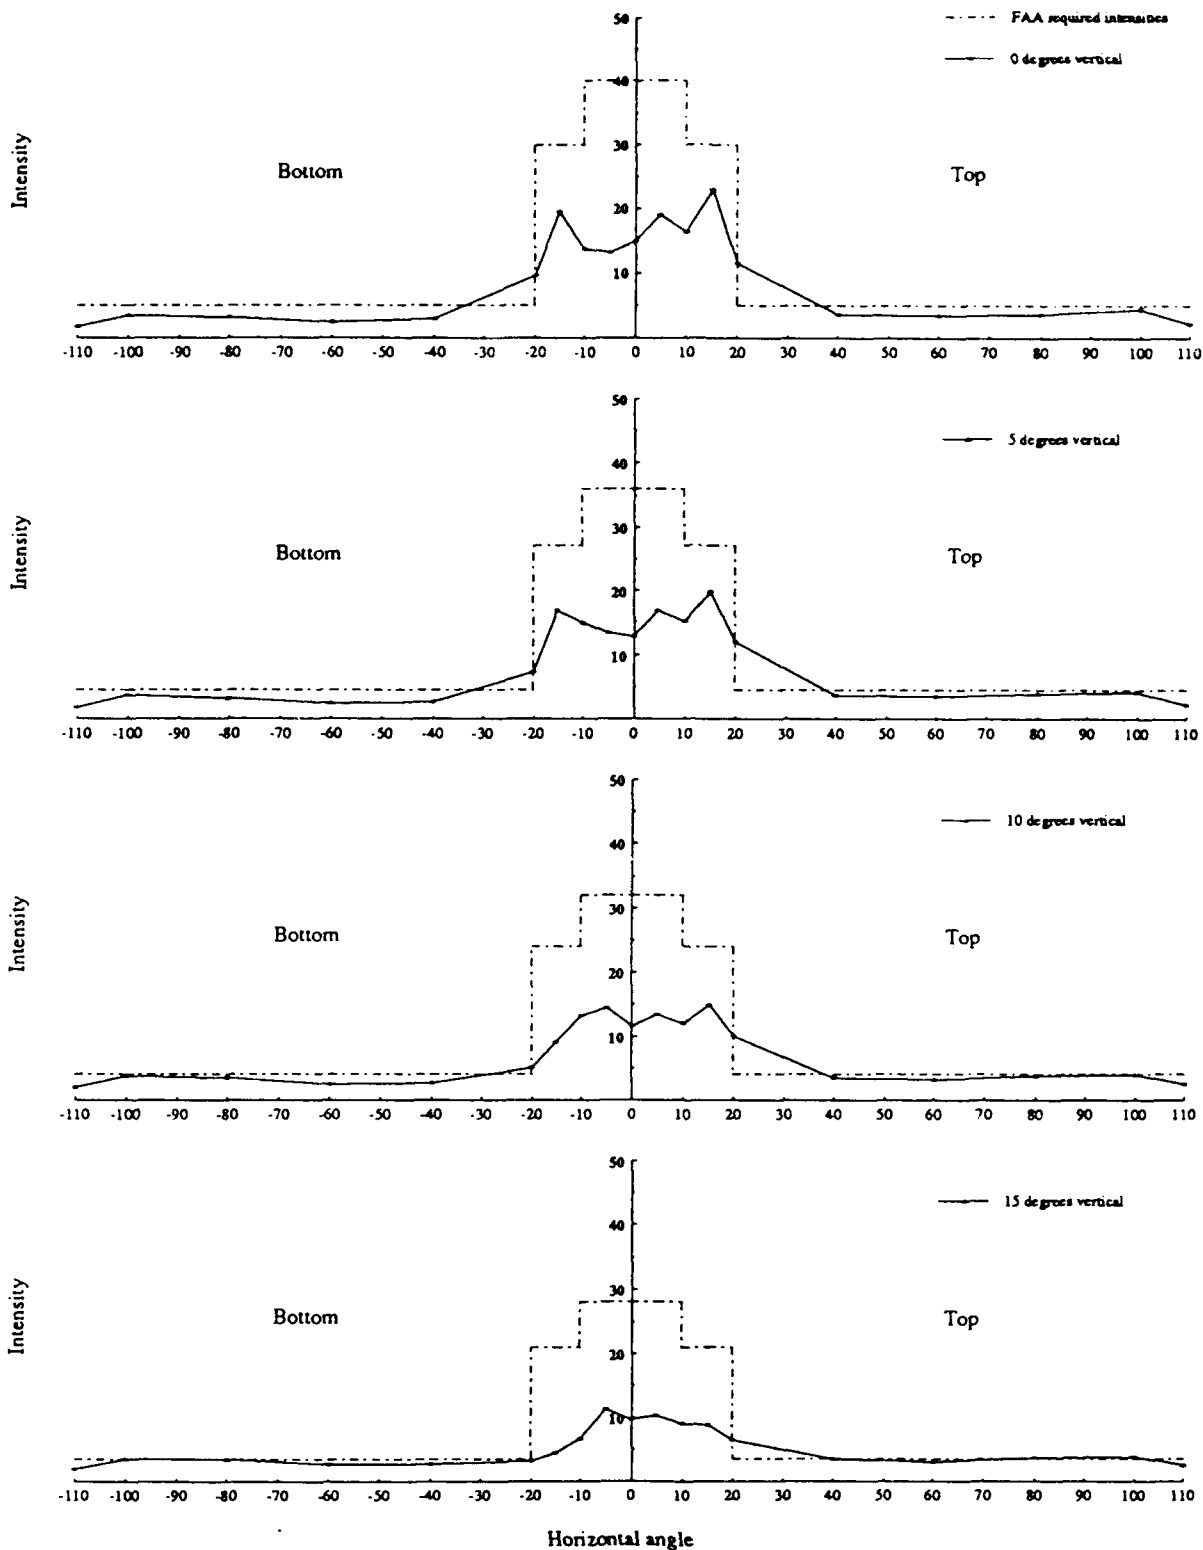 50
FAA required intensities
0 degrees vertical
40
Intensity
30
Bottom
Top
20
10
-110 -100 -90 -80 -70 -60 -50 -40 -30 -20 -10 0 10 20 30 40 50 60 70 80 90 100 110
50
5 degrees vertical
40
Intensity
30
Bottom
Top
20
10
-110 -100 -90 -80 -70 -60 -50 -40 -30 -20 -10 0 10 20 30 40 50 60 70 80 90 100 110
50
10 degrees vertical
40
Intensity
30
Bottom
Top
20
10
-110 -100 -90 -80 -70 -60 -50 -40 -30 -20 -10 0 10 20 30 40 50 60 70 80 90 100 110
50
15 degrees vertical
40
Intensity
30
Bottom
Top
20
10
-110 -100 -90 -80 -70 -60 -50 -40 -30 -20 -10 0 10 20 30 40 50 60 70 80 90 100 110
Horizontal angle